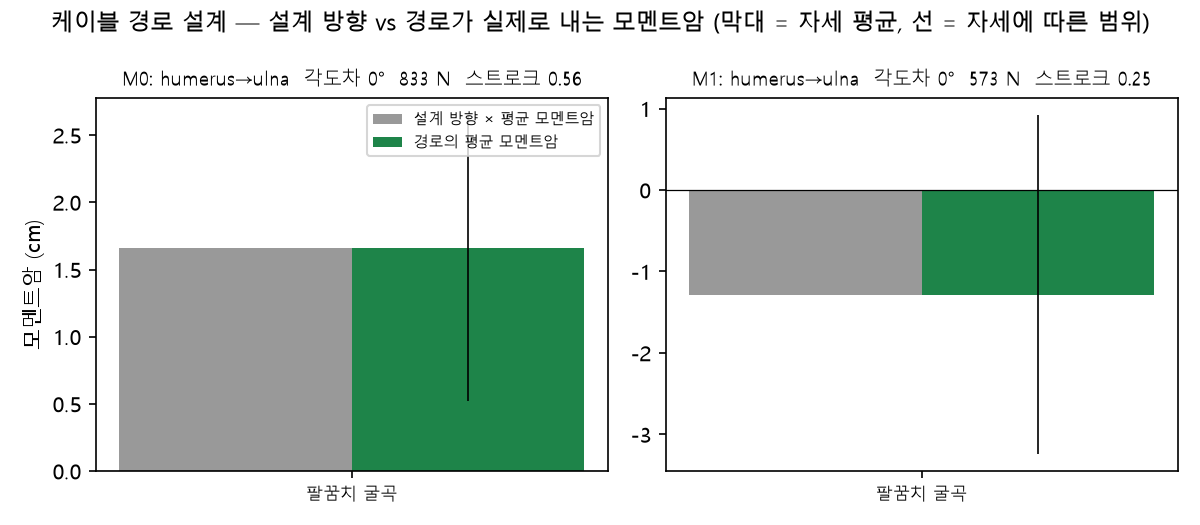 케이블 경로 설계 — 설계 방향 vs 경로가 실제로 내는 모멘트암 (막대 = 자세 평균, 선 = 자세에 따른 범위)
M0: humerus→ulna 각도차 0° 833 N 스트로크 0.56
설계 방향 × 평균 모멘트암
경로의 평균 모멘트암
모멘트암 (cm)
2.5
2.0
1.5
1.0
0.5
0.0
팔꿈치 굴곡
M1: humerus→ulna 각도차 0° 573 N 스트로크 0.25
1
0
-1
-2
-3
팔꿈치 굴곡